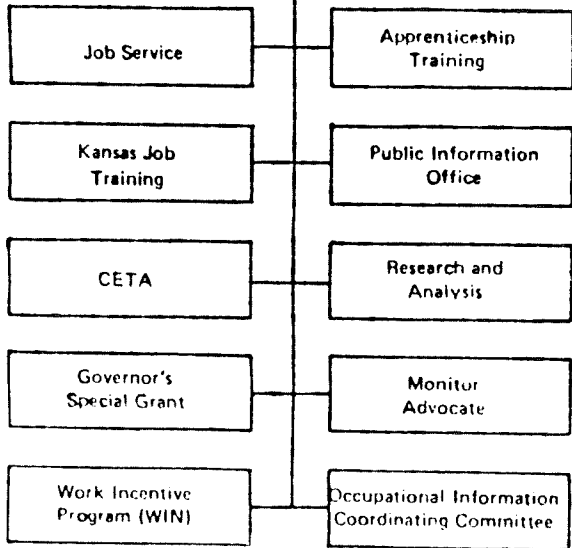 Job Service
Apprenticeship
Training
Kansas Job
Training
Public Information
Office
CETA
Research and
Analysis
Governor's
Special Grant
Monitor
Advocate
Work Incentive
Program (WIN)
Occupational Information
Coordinating Committee